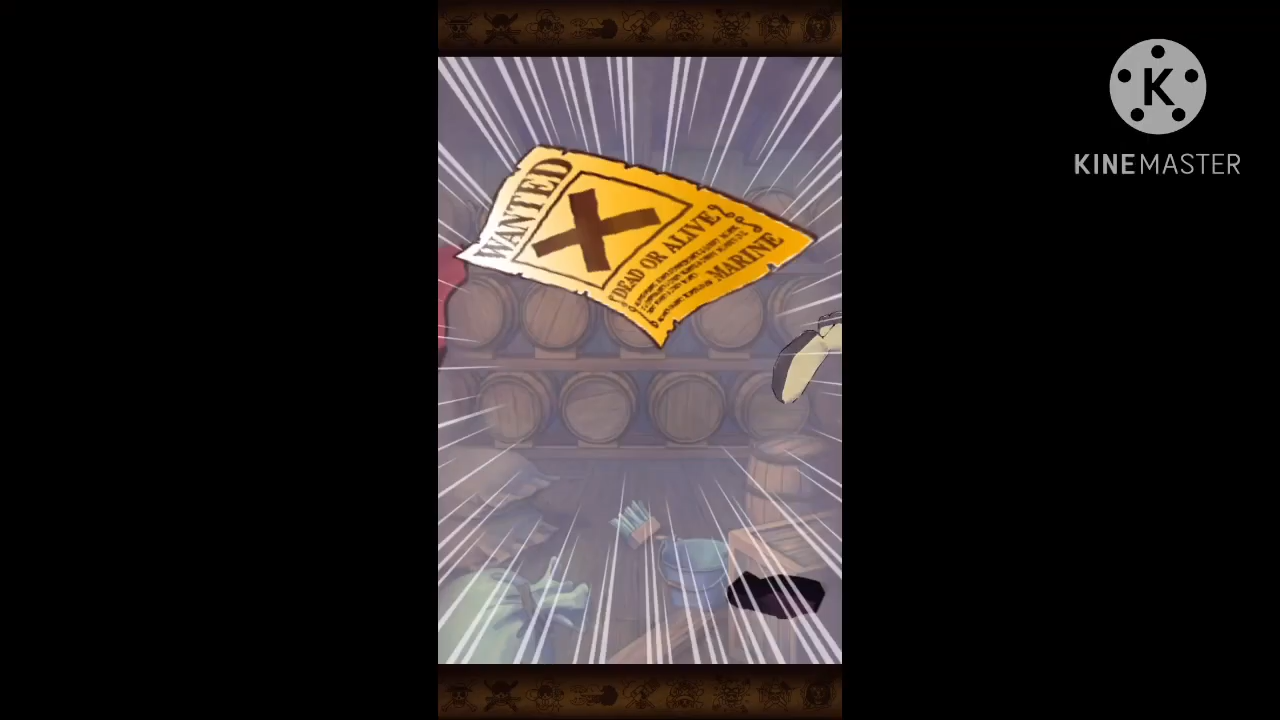 K
KINEMASTER
WANTED
DEAD OR ALIVE
MARINE